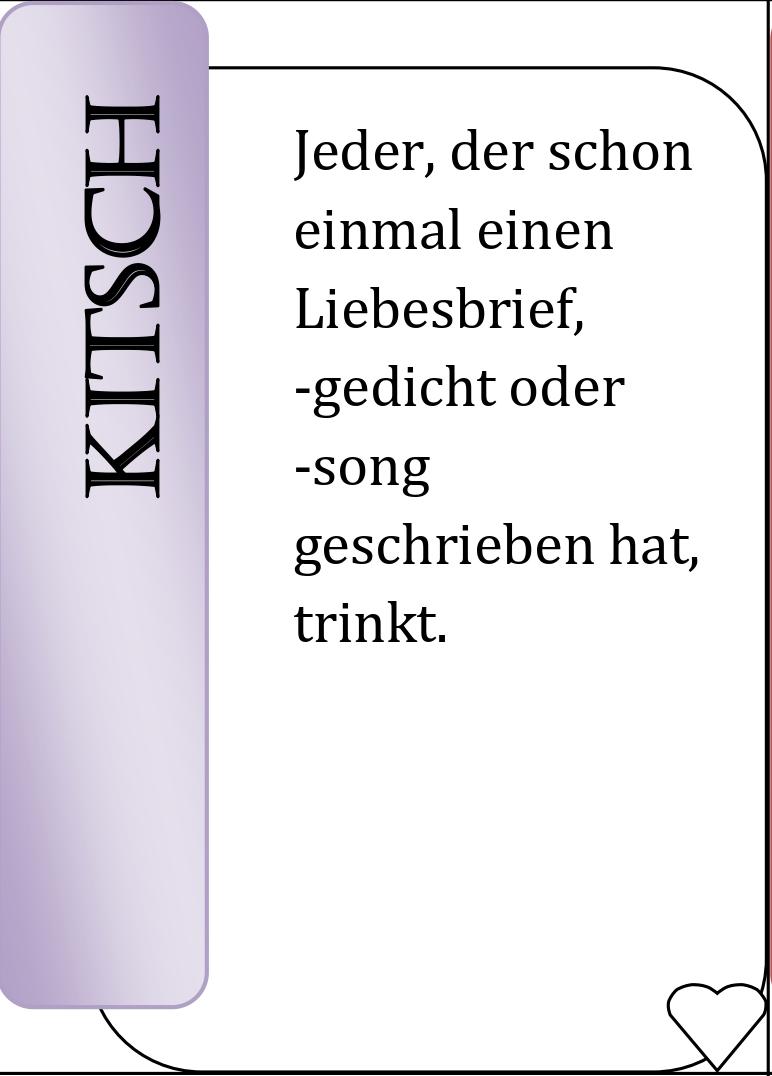 KITSCH
Jeder, der schon
einmal einen
Liebesbrief,
-gedicht oder
-song
geschrieben hat,
trinkt.